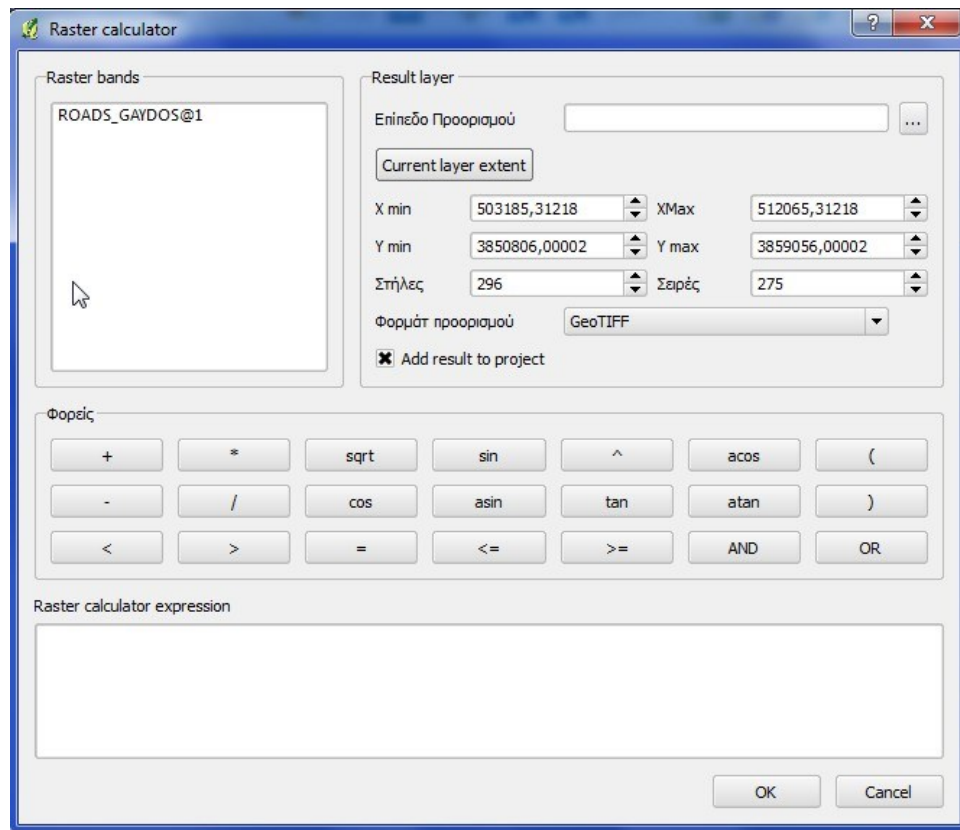 Raster calculator
?
X
Raster bands
ROADS_GAYDOS@1
Result layer
Επίπεδο Προορισμού
...
Current layer extent
X min 503185,31218 XMax 512065,31218
Y min 3850806,00002 Y max 3859056,00002
Στήλες 296 Σειρές 275
Φορμάτ προορισμού GeoTIFF
Add result to project
Φορείς
+ * sqrt sin ^ acos (
- / cos asin tan atan )
< > = <= >= AND OR
Raster calculator expression
OK Cancel